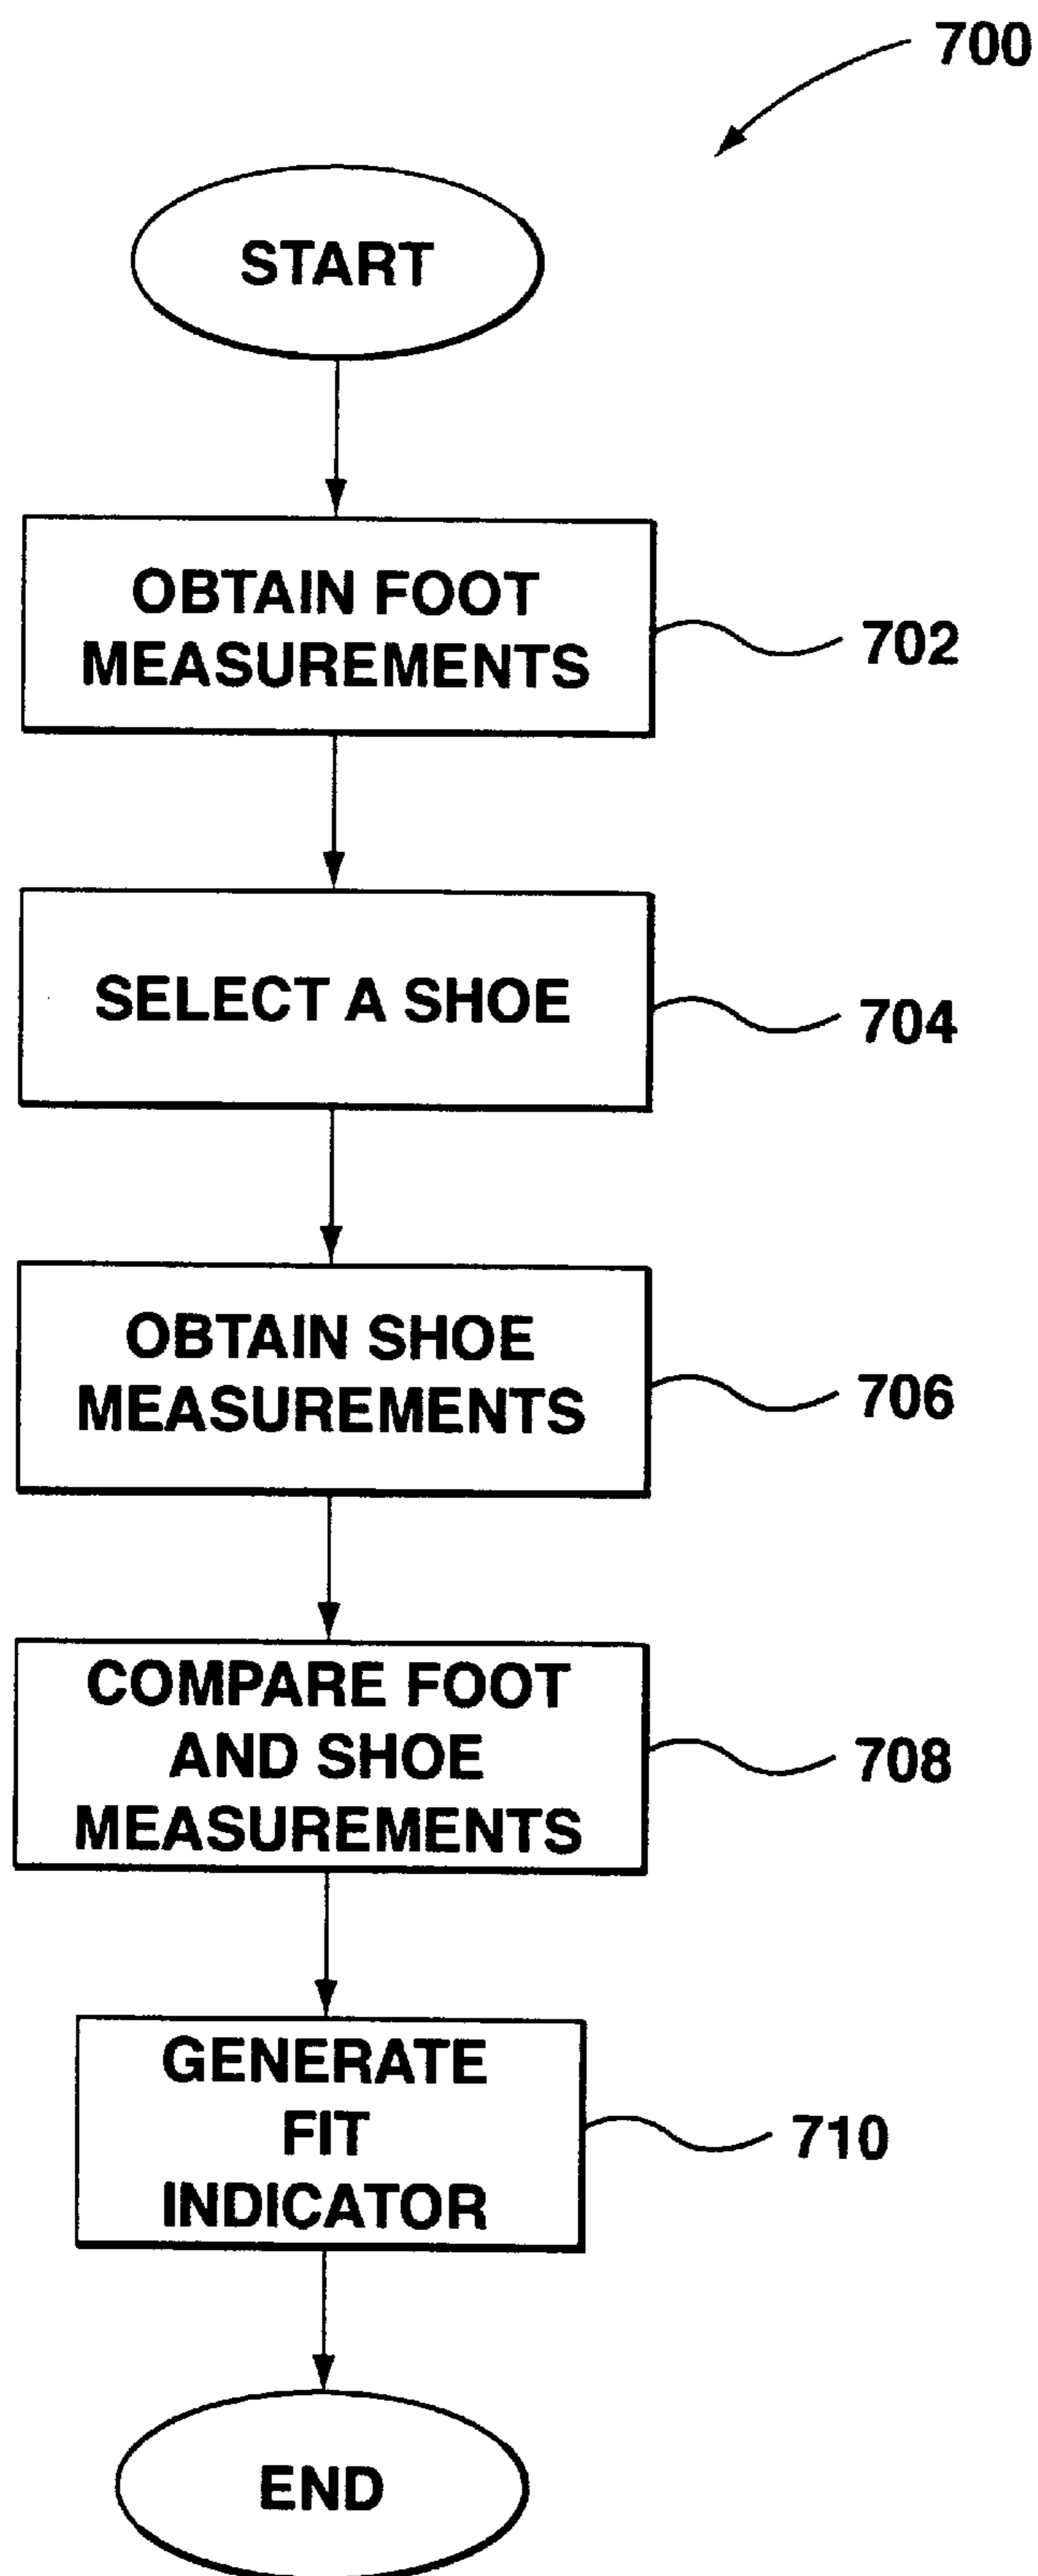 700
START
OBTAIN FOOT
MEASUREMENTS
702
SELECT A SHOE
704
OBTAIN SHOE
MEASUREMENTS
706
COMPARE FOOT
AND SHOE
MEASUREMENTS
708
GENERATE
FIT
INDICATOR
710
END